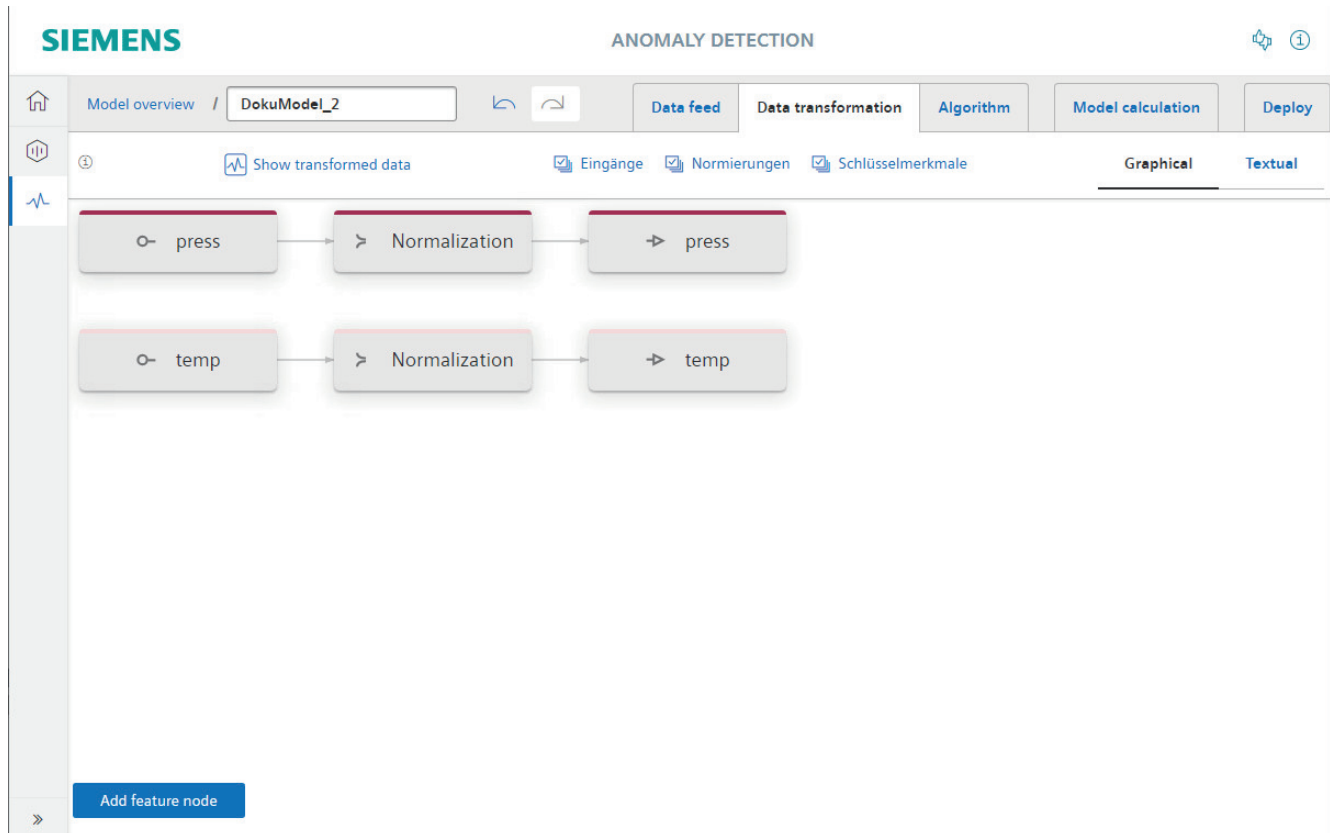 SIEMENS
ANOMALY DETECTION
Model overview / DokuModel_2
Data feed
Data transformation
Algorithm
Model calculation
Deploy
Show transformed data
Eingänge
Normierungen
Schlüsselmerkmale
Graphical
Textual
press
Normalization
press
temp
Normalization
temp
Add feature node